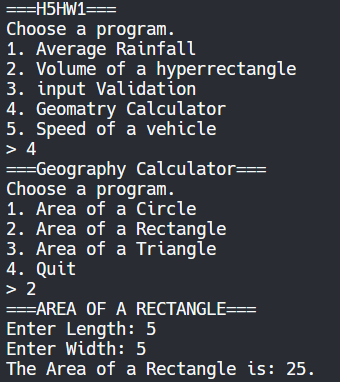 ===H5HW1===
Choose a program.
1. Average Rainfall
2. Volume of a hyperrectangle
3. input Validation
4. Geomatry Calculator
5. Speed of a vehicle
> 4
===Geography Calculator===
Choose a program.
1. Area of a Circle
2. Area of a Rectangle
3. Area of a Triangle
4. Quit
> 2
===AREA OF A RECTANGLE===
Enter Length: 5
Enter Width: 5
The Area of a Rectangle is: 25.